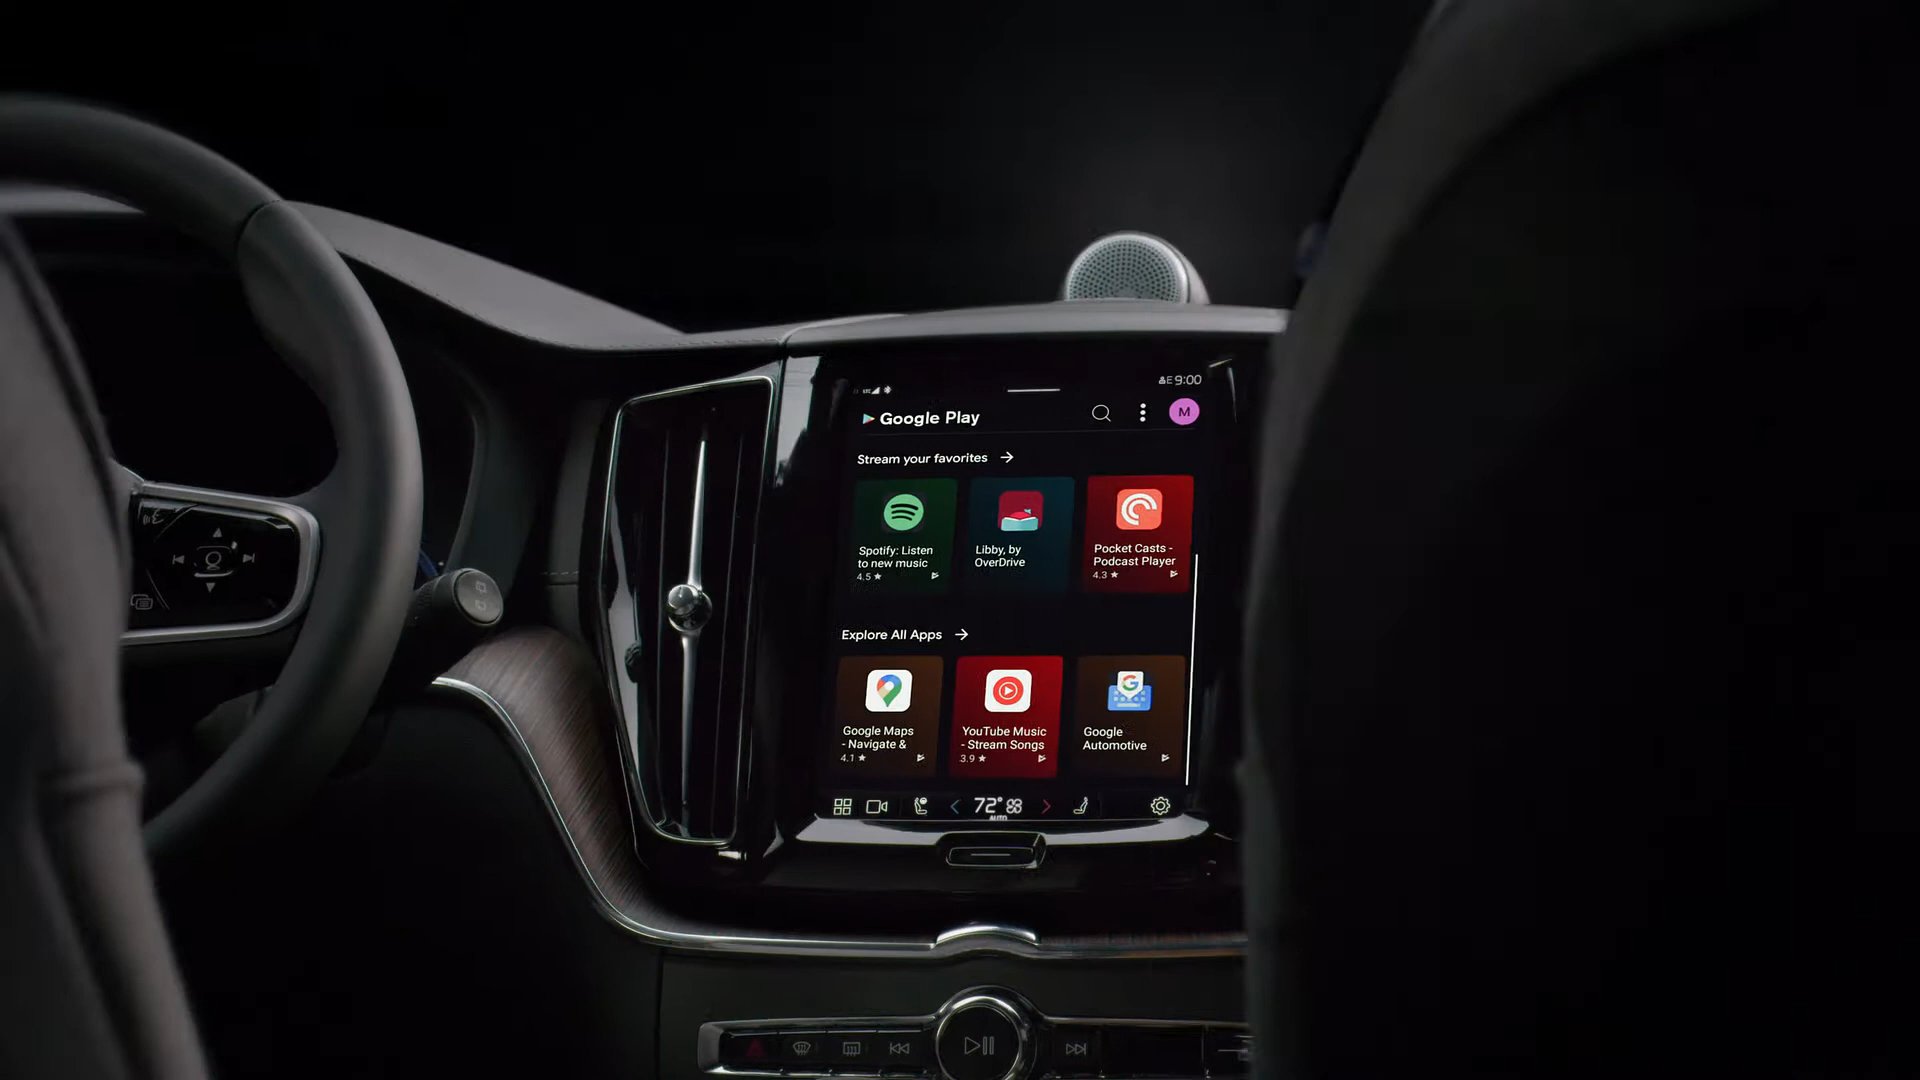 LTE
E 9:00
Google Play
M
Stream your favorites
Spotify: Listen
to new music
4.5 ★
Libby, by
OverDrive
Pocket Casts -
Podcast Player
4.3 ★
Explore All Apps
Google Maps
- Navigate &
4.1 ★
YouTube Music
- Stream Songs
3.9 ★
Google
Automotive
72°
AUTO